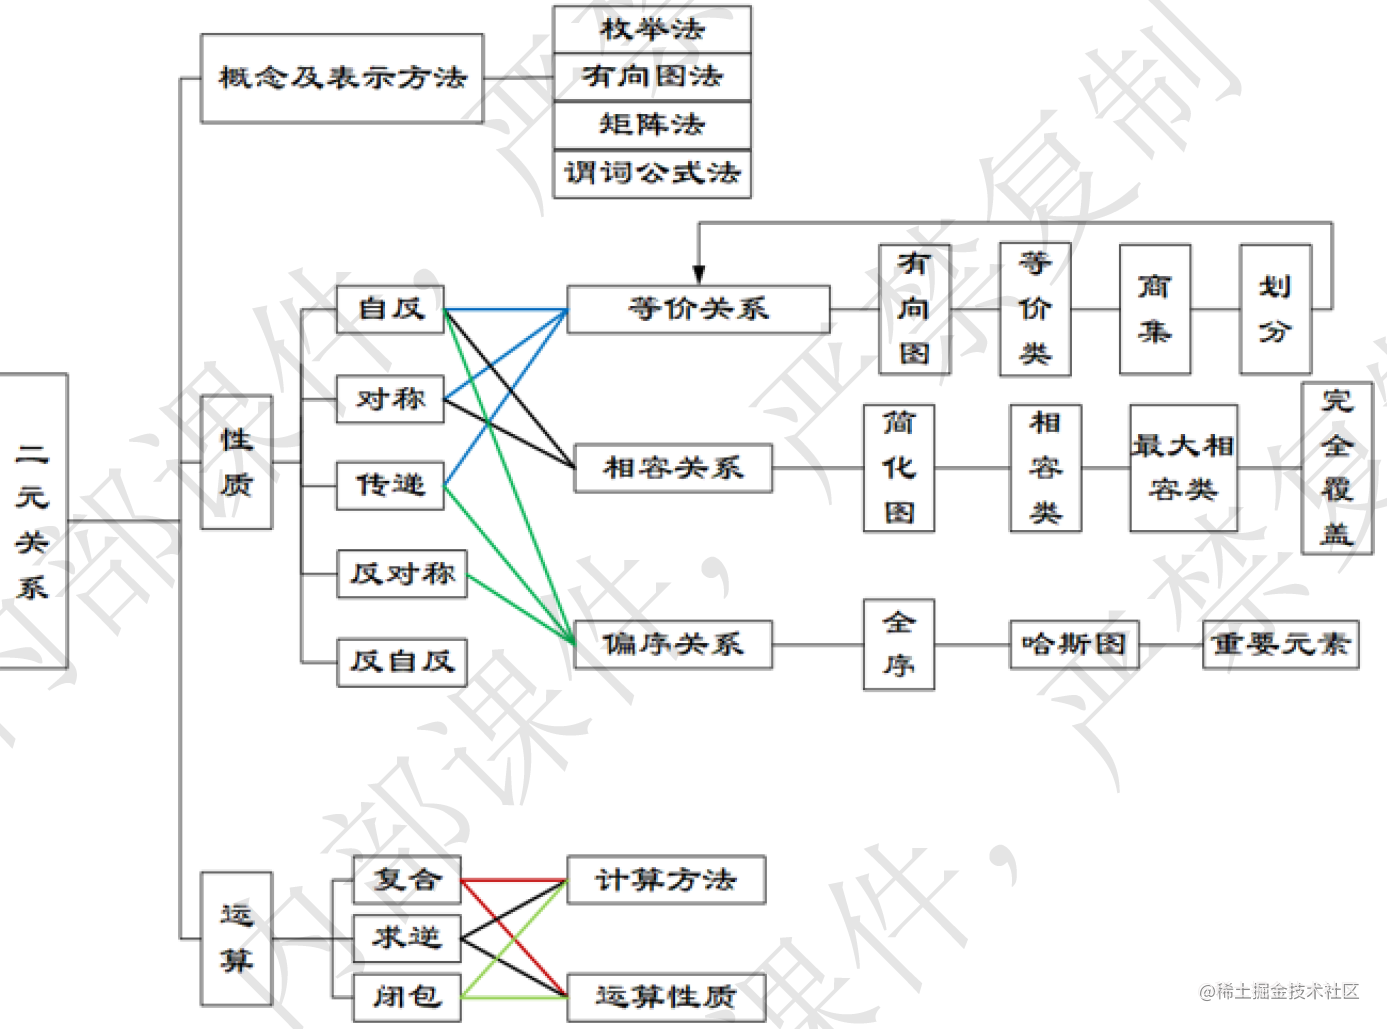 概念及表示方法
枚举法
有向图法
矩阵法
谓词公式法
二元关系
性质
自反
对称
传递
反对称
反自反
等价关系
有向图
等价类
商集
划分
相容关系
简化图
相容类
最大相容类
完全覆盖
偏序关系
全序
哈斯图
重要元素
运算
复合
求逆
闭包
计算方法
运算性质
内部课件,严禁复制
内部课件,严禁复制
课件,
@稀土掘金技术社区